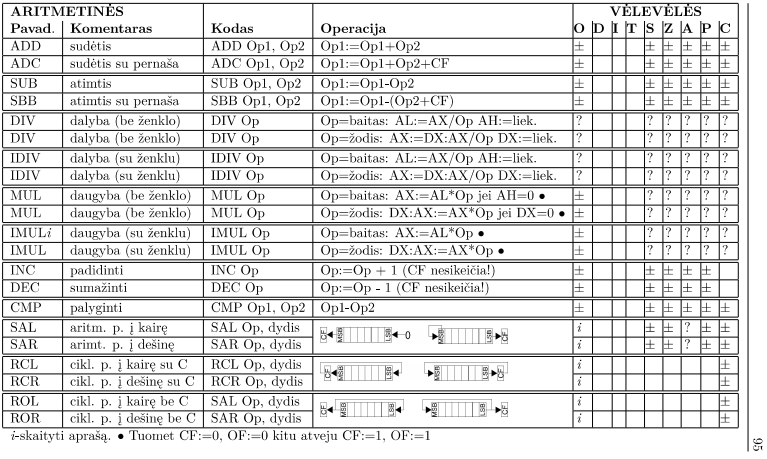 ARITMETINĖS VĖLEVĖLĖS
Pavad. Komentaras Kodas Operacija O D I T S Z A P C
ADD sudėtis ADD Op1, Op2 Op1:=Op1+Op2 ± ± ± ± ± ±
ADC sudėtis su pernaša ADC Op1, Op2 Op1:=Op1+Op2+CF ± ± ± ± ± ±
SUB atimtis SUB Op1, Op2 Op1:=Op1-Op2 ± ± ± ± ± ±
SBB atimtis su pernaša SBB Op1, Op2 Op1:=Op1-(Op2+CF) ± ± ± ± ± ±
DIV dalyba (be ženklo) DIV Op Op=baitas: AL:=AX/Op AH:=liek. ? ? ? ? ? ?
DIV dalyba (be ženklo) DIV Op Op=žodis: AX:=DX:AX/Op DX:=liek. ? ? ? ? ? ?
IDIV dalyba (su ženklu) IDIV Op Op=baitas: AL:=AX/Op AH:=liek. ? ? ? ? ? ?
IDIV dalyba (su ženklu) IDIV Op Op=žodis: AX:=DX:AX/Op DX:=liek. ? ? ? ? ? ?
MUL daugyba (be ženklo) MUL Op Op=baitas: AX:=AL*Op jei AH=0 • ± ? ? ? ? ?
MUL daugyba (be ženklo) MUL Op Op=žodis: DX:AX:=AX*Op jei DX=0 • ± ? ? ? ? ?
IMULi daugyba (su ženklu) IMUL Op Op=baitas: AX:=AL*Op • ± ? ? ? ? ?
IMUL daugyba (su ženklu) IMUL Op Op=žodis: DX:AX:=AX*Op • ± ? ? ? ? ?
INC padidinti INC Op Op:=Op + 1 (CF nesikeičia!) ± ± ± ± ±
DEC sumažinti DEC Op Op:=Op - 1 (CF nesikeičia!) ± ± ± ± ±
CMP palyginti CMP Op1, Op2 Op1-Op2 ± ± ± ± ± ±
SAL aritm. p. į kairę SAL Op, dydis CF MSB LSB 0 MSB LSB CF i ± ± ? ± ±
SAR arimt. p. į dešinę SAR Op, dydis i ± ± ? ± ±
RCL cikl. p. į kairę su C RCL Op, dydis CF MSB LSB MSB LSB CF i ±
RCR cikl. p. į dešinę su C RCR Op, dydis i ±
ROL cikl. p. į kairę be C SAL Op, dydis CF MSB LSB MSB LSB CF i ±
ROR cikl. p. į dešinę be C SAR Op, dydis i ±
i-skaityti aprašą. • Tuomet CF:=0, OF:=0 kitu atveju CF:=1, OF:=1
95